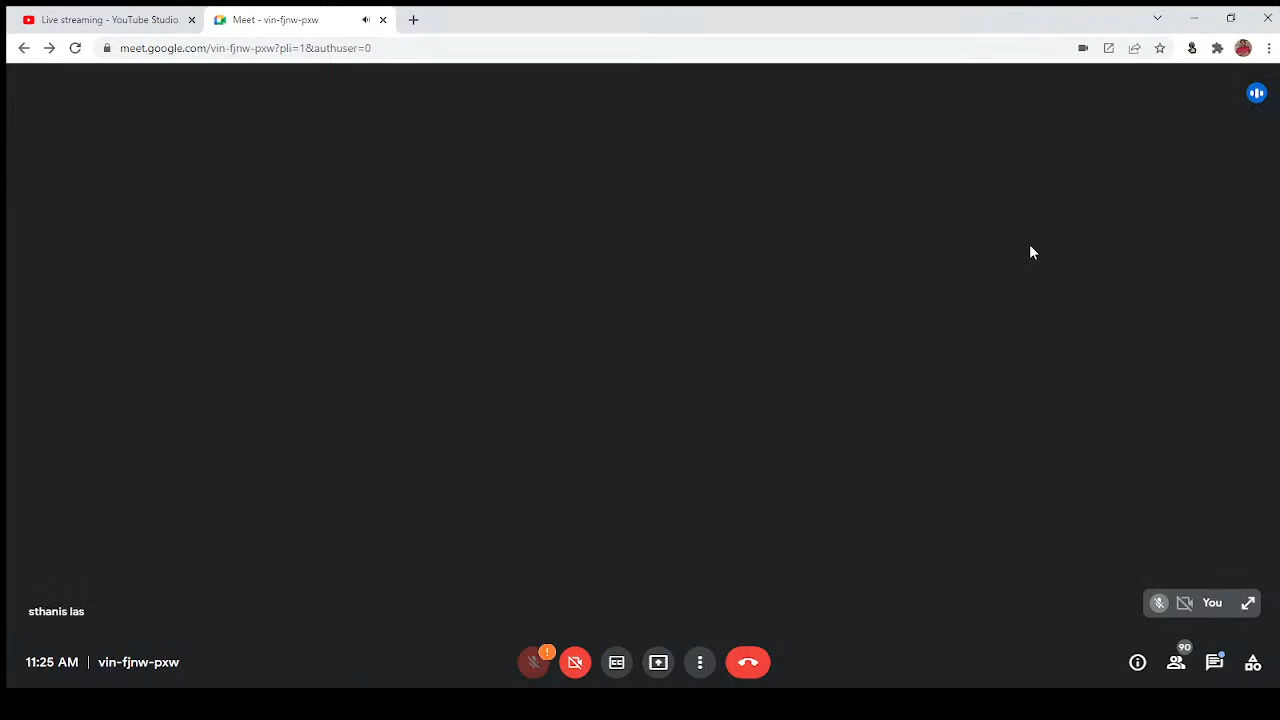 Live streaming - YouTube Studio
Meet - vin-fjnw-pxw
meet.google.com/vin-fjnw-pxw?pli=1&authuser=0
sthanis las
You
11:25 AM | vin-fjnw-pxw
!
CC
90